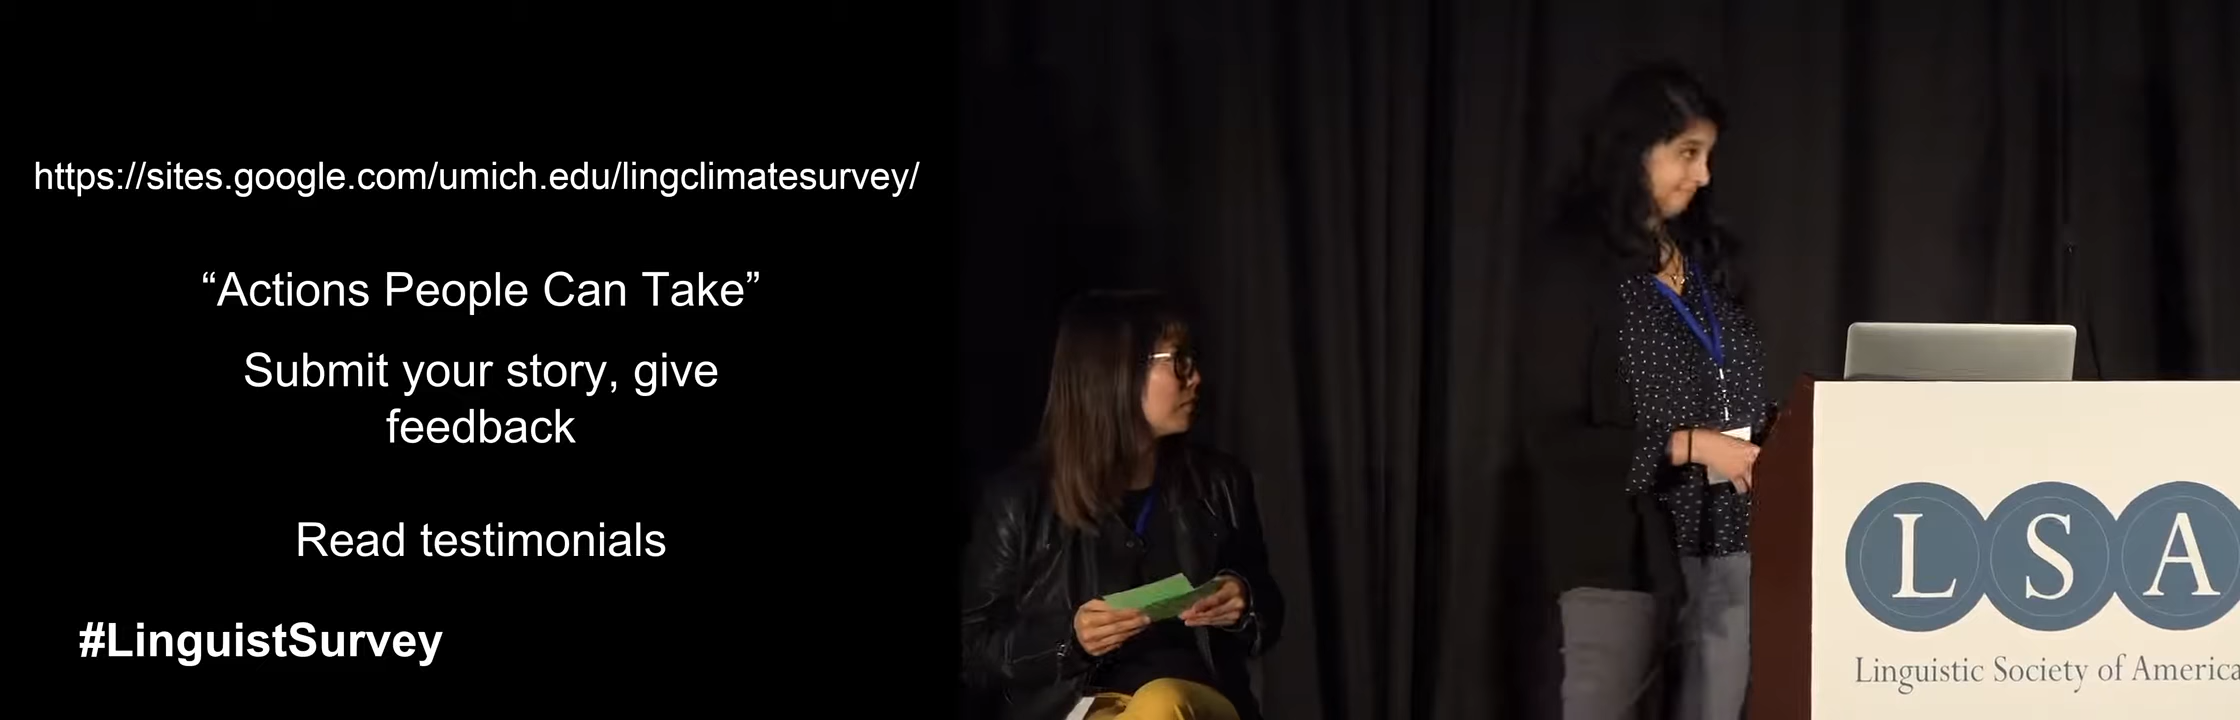 https://sites.google.com/umich.edu/lingclimatesurvey/
“Actions People Can Take”
Submit your story, give
feedback
Read testimonials
#LinguistSurvey
LSA
Linguistic Society of America